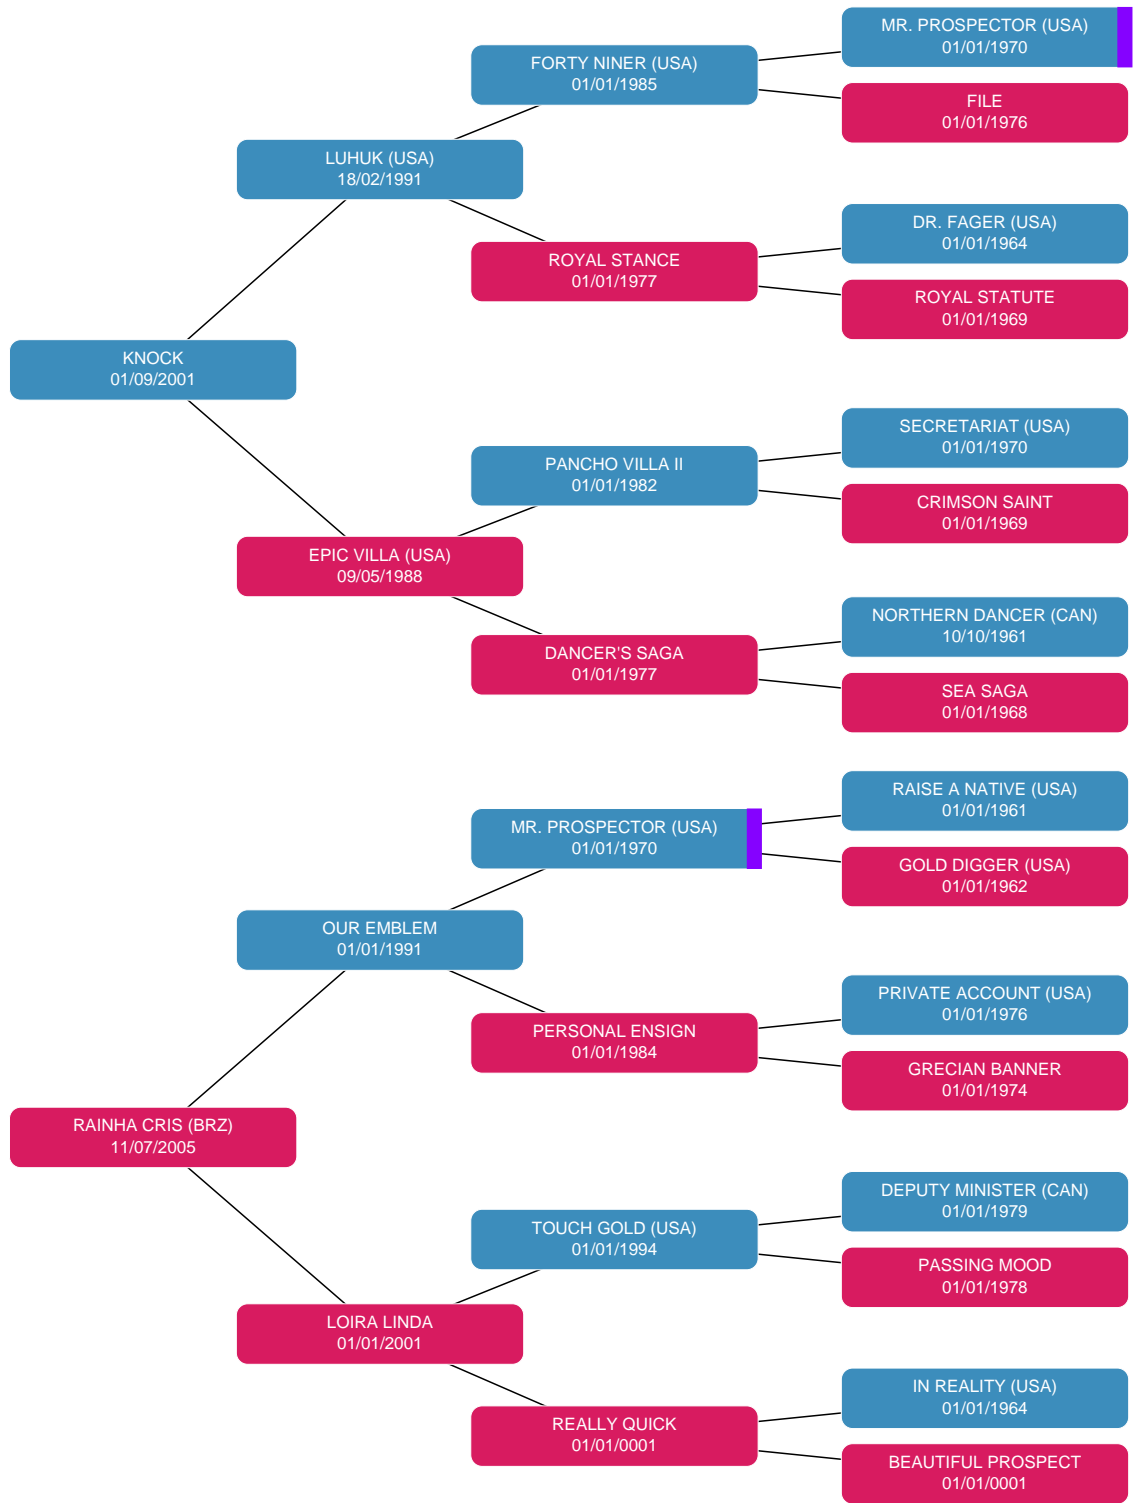 MR. PROSPECTOR (USA)
01/01/1970
FORTY NINER (USA)
01/01/1985
FILE
01/01/1976
LUHUK (USA)
18/02/1991
DR. FAGER (USA)
01/01/1964
ROYAL STANCE
01/01/1977
ROYAL STATUTE
01/01/1969
KNOCK
01/09/2001
SECRETARIAT (USA)
01/01/1970
PANCHO VILLA II
01/01/1982
CRIMSON SAINT
01/01/1969
EPIC VILLA (USA)
09/05/1988
NORTHERN DANCER (CAN)
10/10/1961
DANCER'S SAGA
01/01/1977
SEA SAGA
01/01/1968
RAISE A NATIVE (USA)
01/01/1961
MR. PROSPECTOR (USA)
01/01/1970
GOLD DIGGER (USA)
01/01/1962
OUR EMBLEM
01/01/1991
PRIVATE ACCOUNT (USA)
01/01/1976
PERSONAL ENSIGN
01/01/1984
GRECIAN BANNER
01/01/1974
RAINHA CRIS (BRZ)
11/07/2005
DEPUTY MINISTER (CAN)
01/01/1979
TOUCH GOLD (USA)
01/01/1994
PASSING MOOD
01/01/1978
LOIRA LINDA
01/01/2001
IN REALITY (USA)
01/01/1964
REALLY QUICK
01/01/0001
BEAUTIFUL PROSPECT
01/01/0001